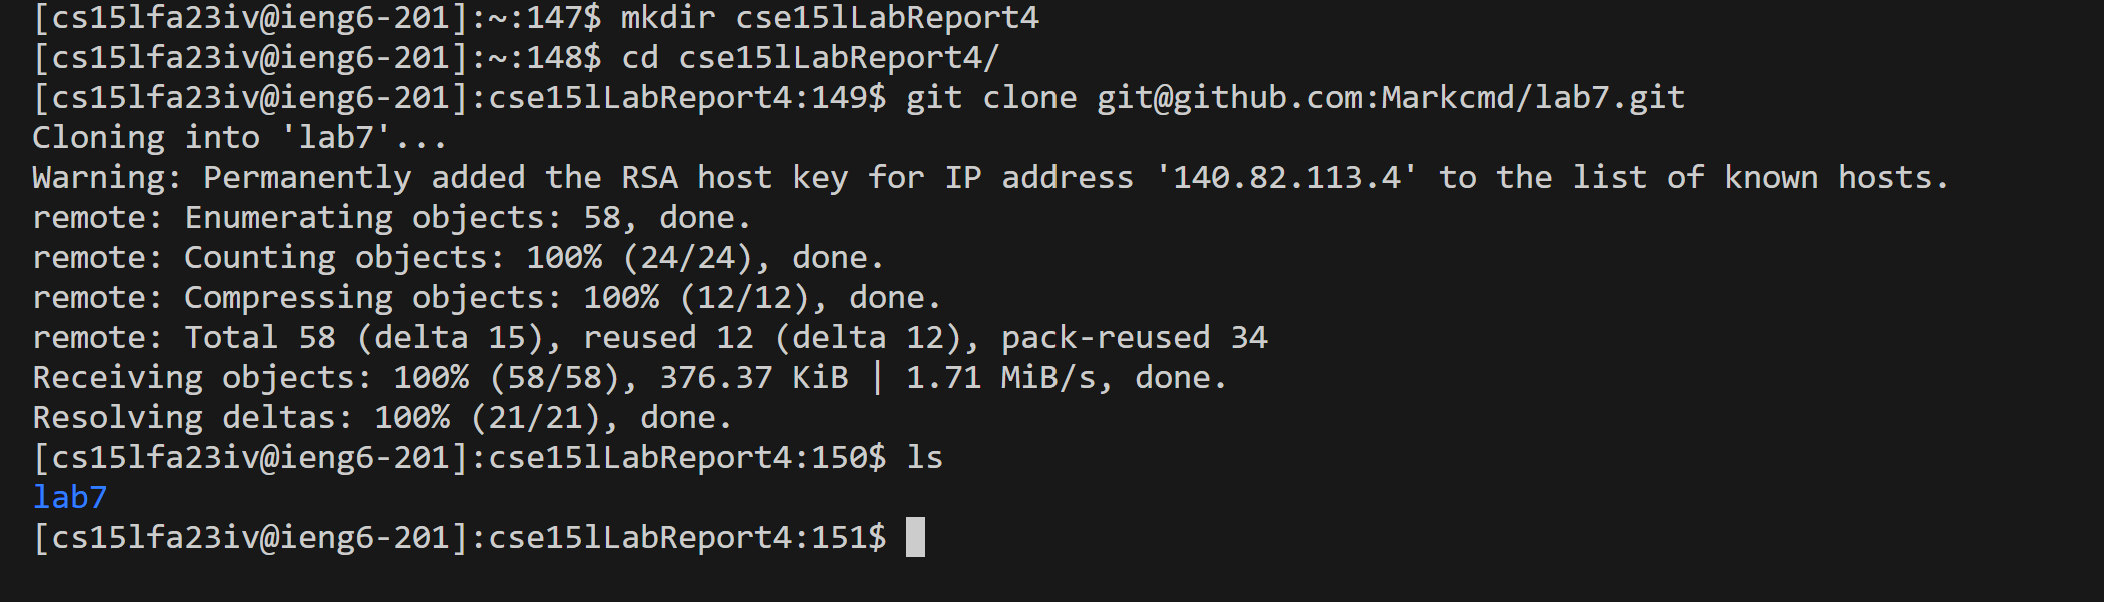 [cs15lfa23iv@ieng6-201]:~:147$ mkdir cse15lLabReport4
[cs15lfa23iv@ieng6-201]:~:148$ cd cse15lLabReport4/
[cs15lfa23iv@ieng6-201]:cse15lLabReport4:149$ git clone git@github.com:Markcmd/lab7.git
Cloning into 'lab7'...
Warning: Permanently added the RSA host key for IP address '140.82.113.4' to the list of known hosts.
remote: Enumerating objects: 58, done.
remote: Counting objects: 100% (24/24), done.
remote: Compressing objects: 100% (12/12), done.
remote: Total 58 (delta 15), reused 12 (delta 12), pack-reused 34
Receiving objects: 100% (58/58), 376.37 KiB | 1.71 MiB/s, done.
Resolving deltas: 100% (21/21), done.
[cs15lfa23iv@ieng6-201]:cse15lLabReport4:150$ ls
lab7
[cs15lfa23iv@ieng6-201]:cse15lLabReport4:151$